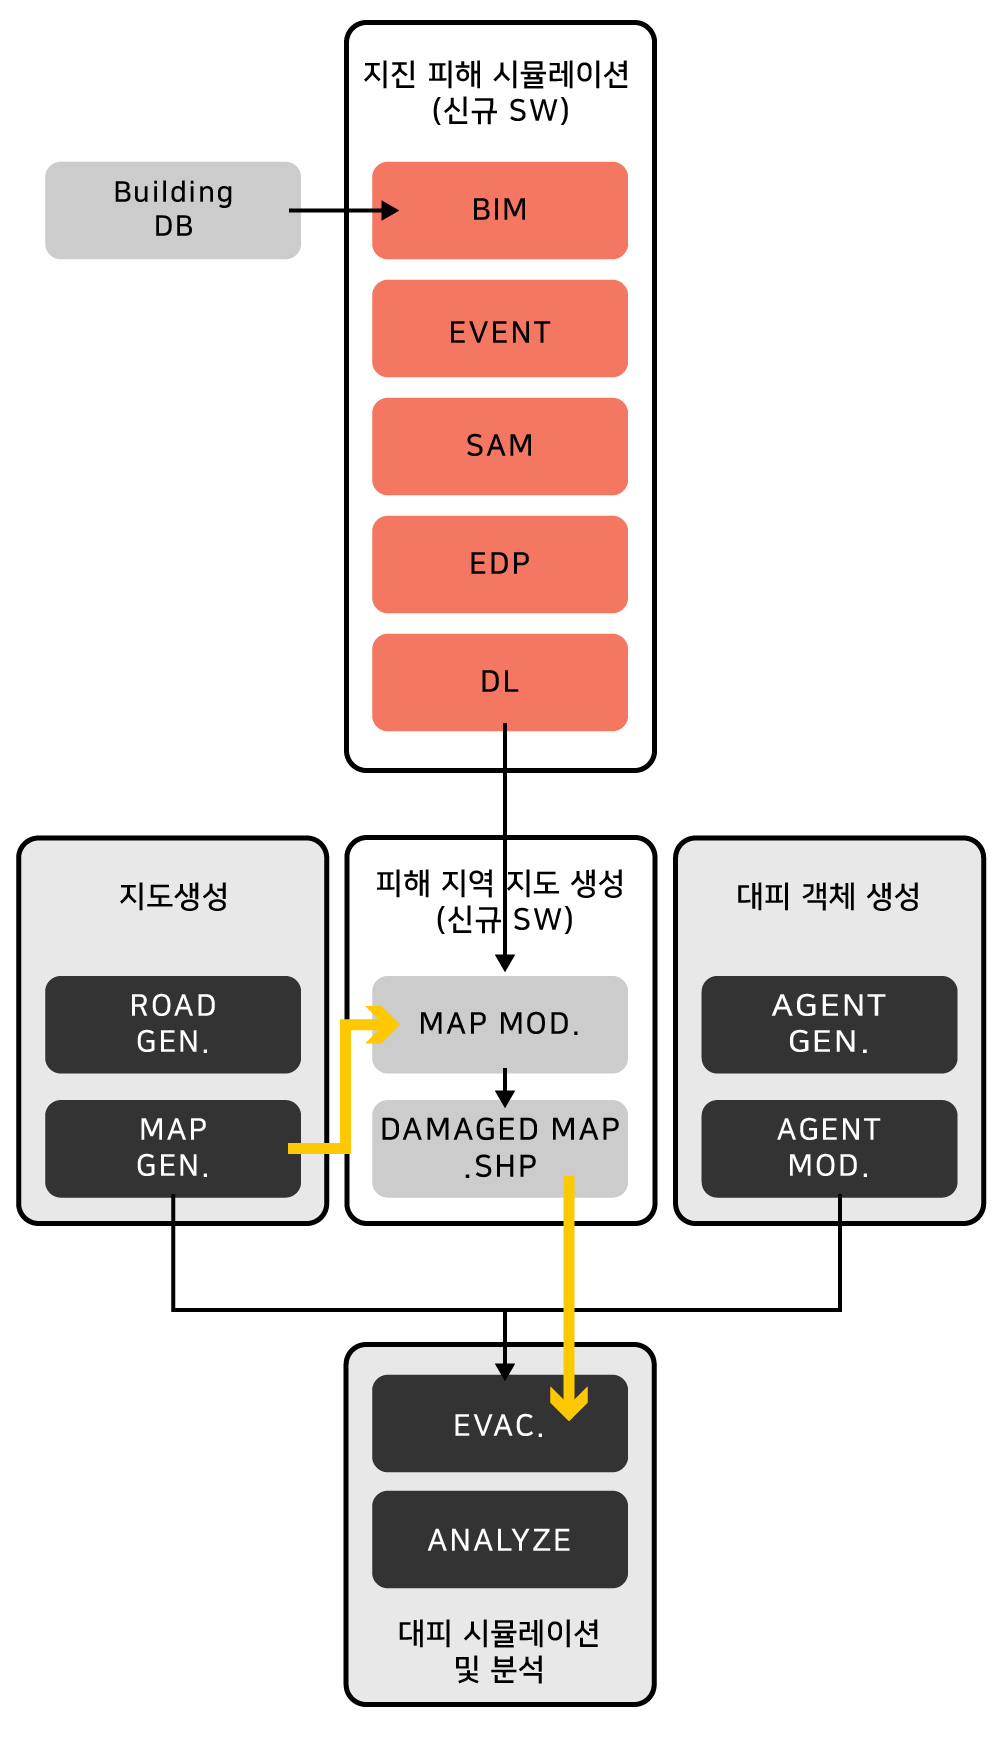 지진 피해 시뮬레이션
(신규 SW)
Building
DB
BIM
EVENT
SAM
EDP
DL
지도생성
ROAD
GEN.
MAP
GEN.
피해 지역 지도 생성
(신규 SW)
MAP MOD.
DAMAGED MAP
.SHP
대피 객체 생성
AGENT
GEN.
AGENT
MOD.
EVAC.
ANALYZE
대피 시뮬레이션
및 분석